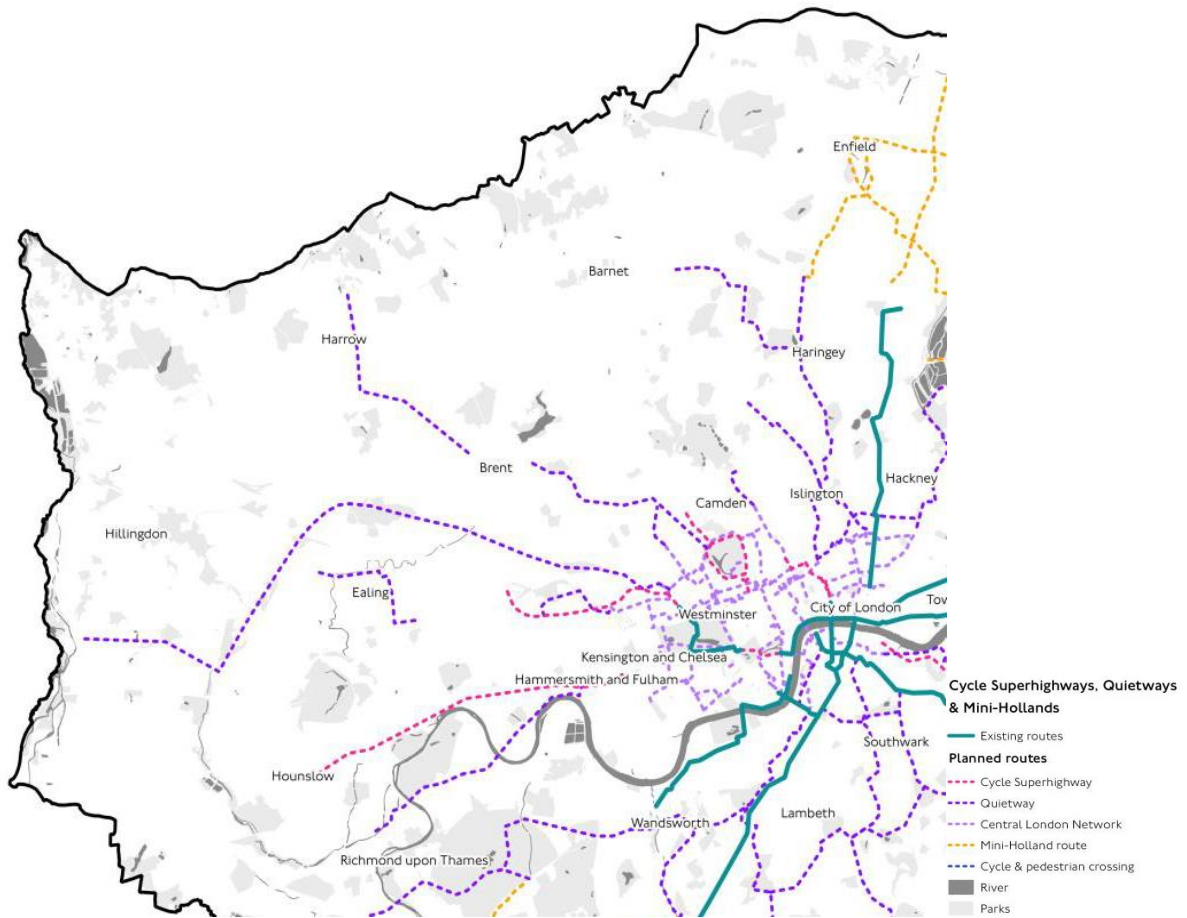 Enfield
Barnet
Harrow
Haringey
Brent
Hackney
Islington
Camden
Hillingdon
Ealing
City of London
Tow
Westminster
Kensington and Chelsea
Hammersmith and Fulham
Southwark
Hounslow
Lambeth
Wandsworth
Richmond upon Thames
Cycle Superhighways, Quietways
& Mini-Hollands
Existing routes
Planned routes
Cycle Superhighway
Quietway
Central London Network
Mini-Holland route
Cycle & pedestrian crossing
River
Parks